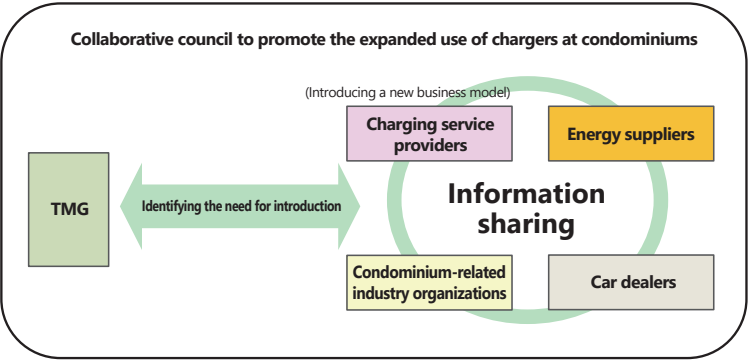 Collaborative council to promote the expanded use of chargers at condominiums
(Introducing a new business model)
Charging service
providers
Energy suppliers
TMG
Identifying the need for introduction
Information
sharing
Condominium-related
industry organizations
Car dealers